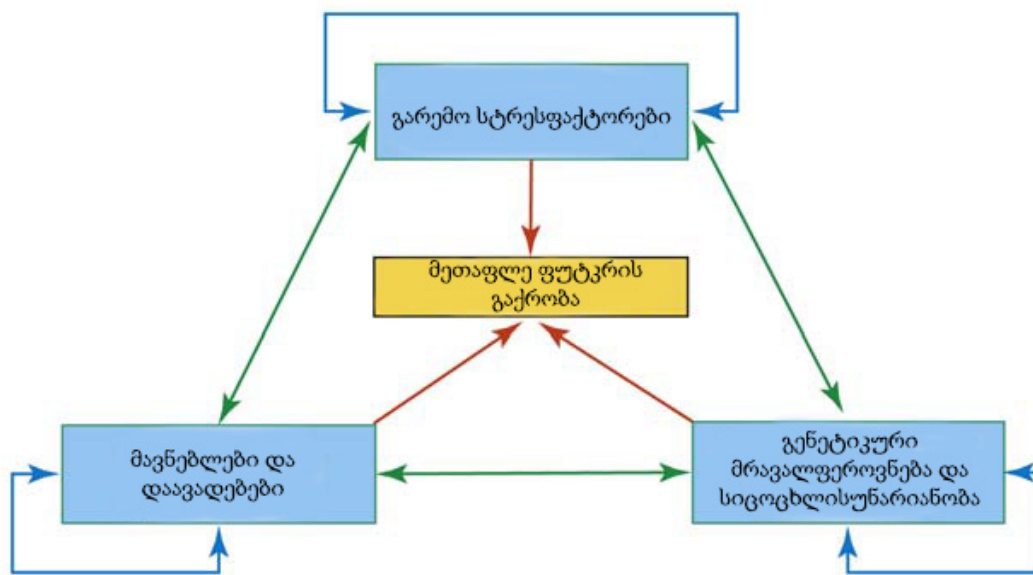 გარემო სტრესფაქტორები
მეთაფლე ფუტკრის
გაქრობა
მავნებლები და
დაავადებები
გენეტიკური
მრავალფეროვნება და
სიცოცხლისუნარიანობა